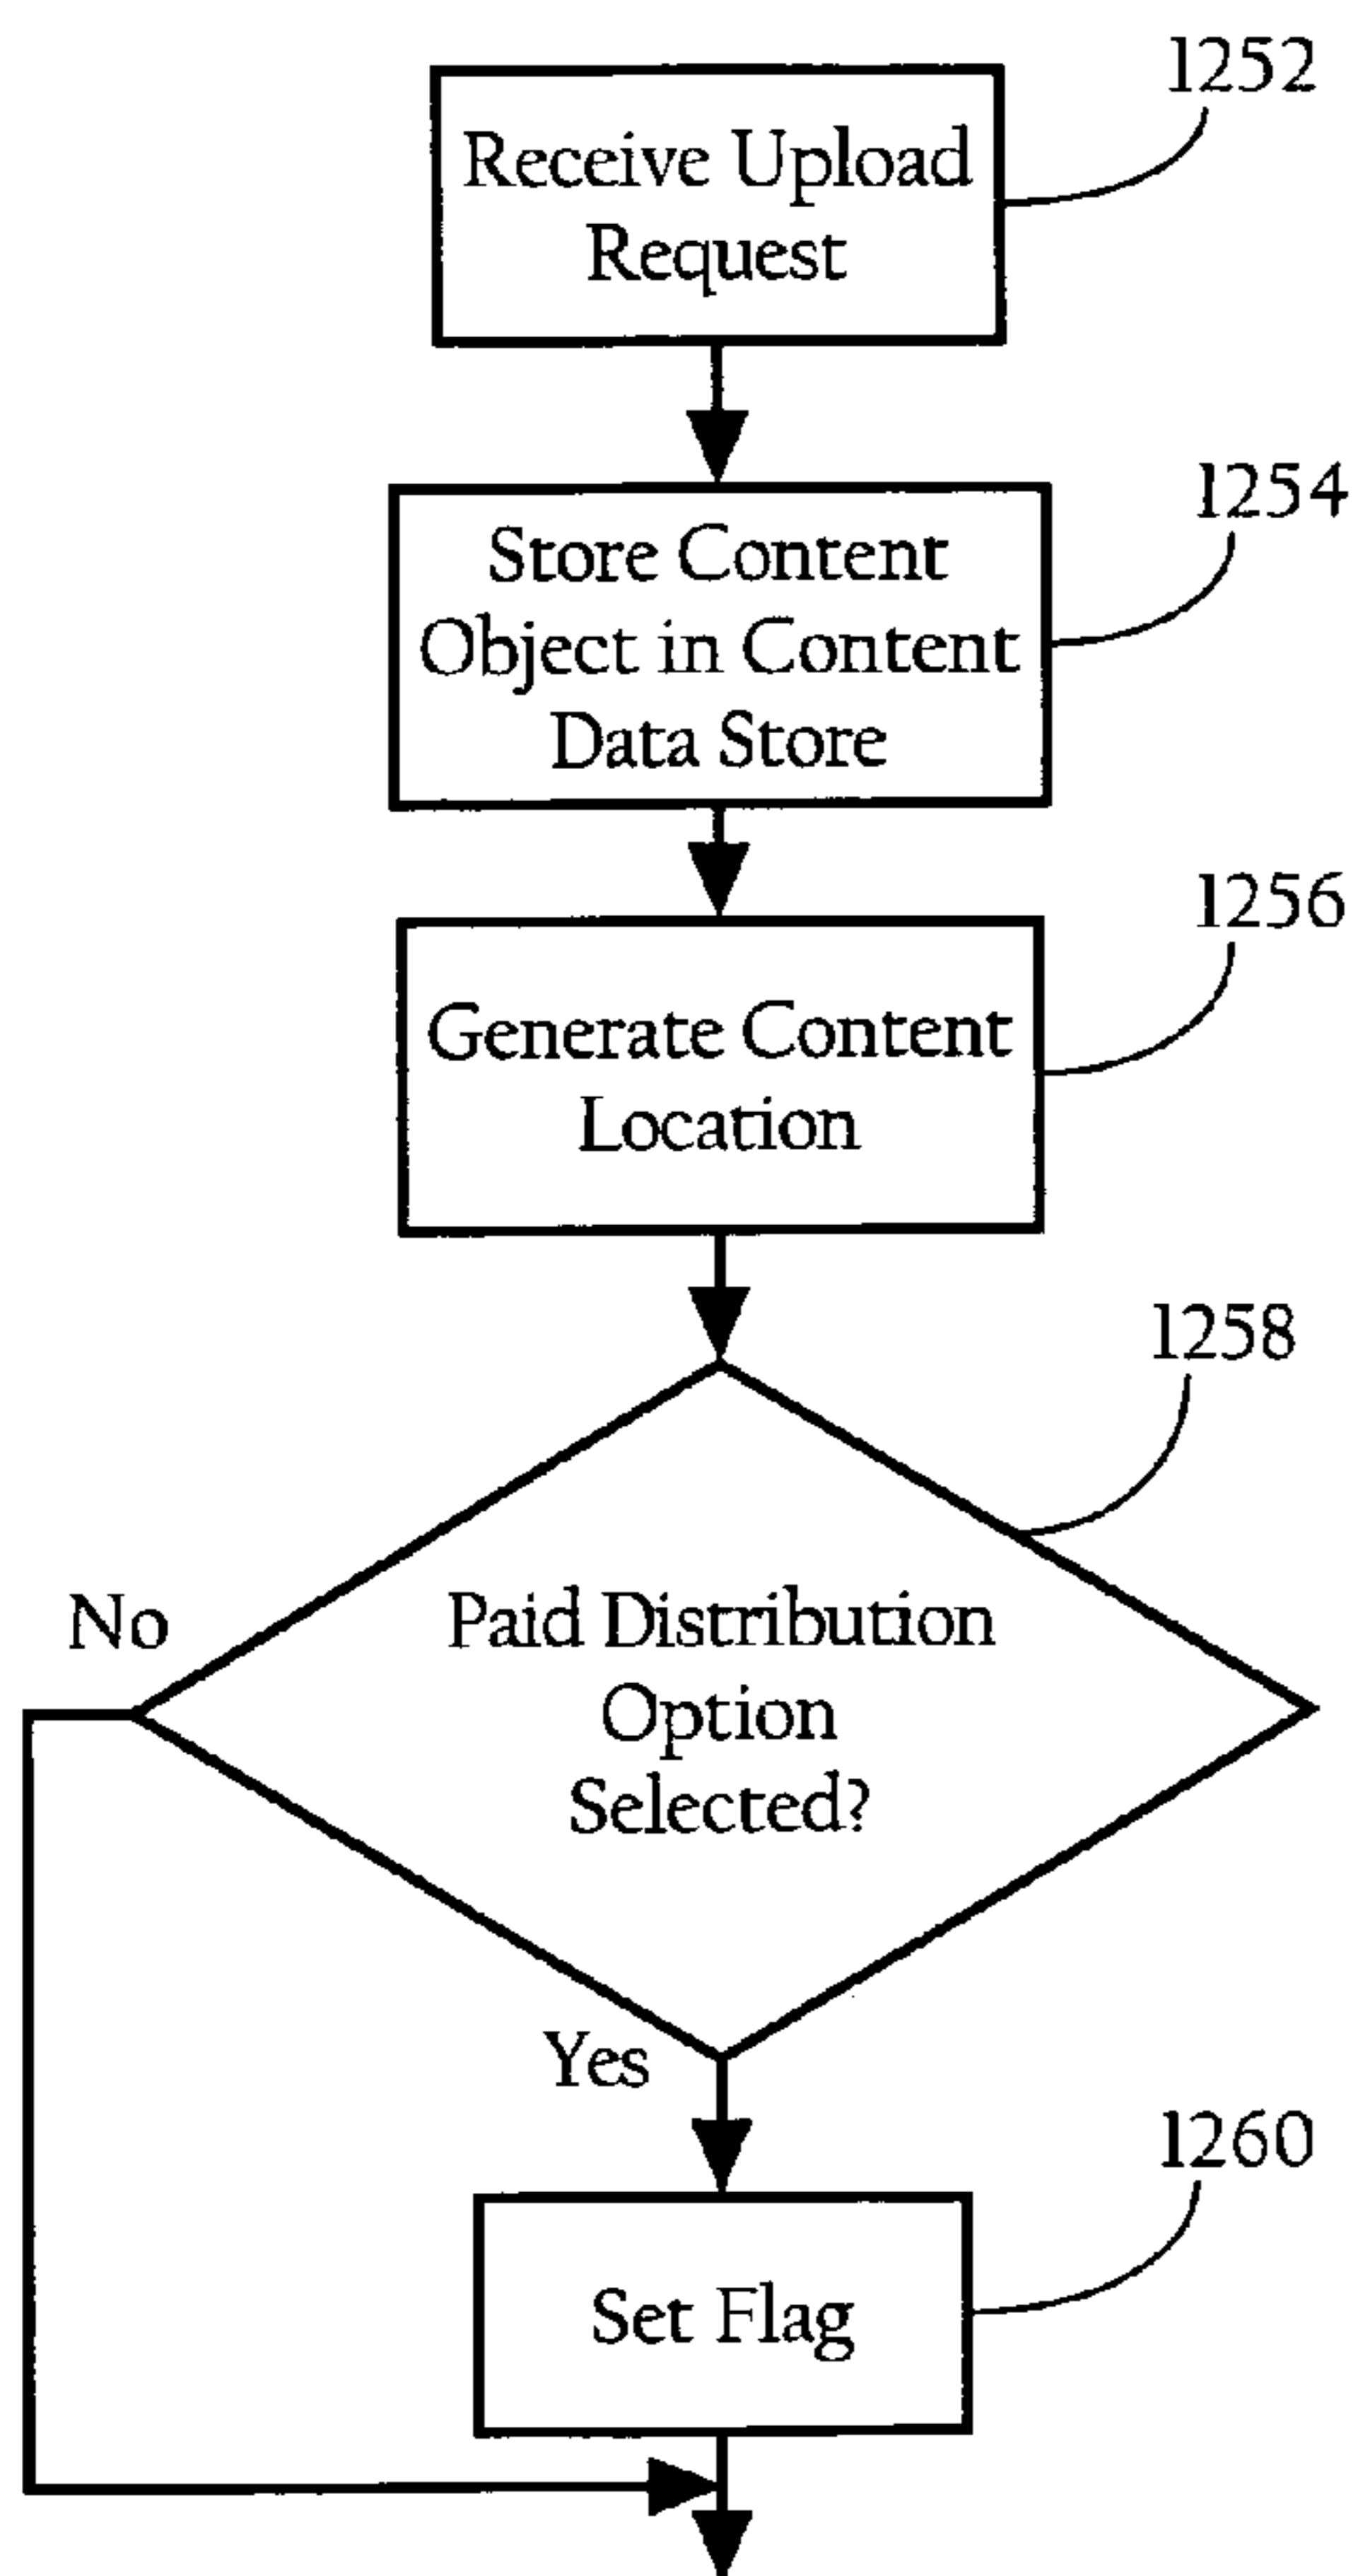 1252
Receive Upload
Request
1254
Store Content
Object in Content
Data Store
1256
Generate Content
Location
1258
No
Paid Distribution
Option
Selected?
Yes
1260
Set Flag